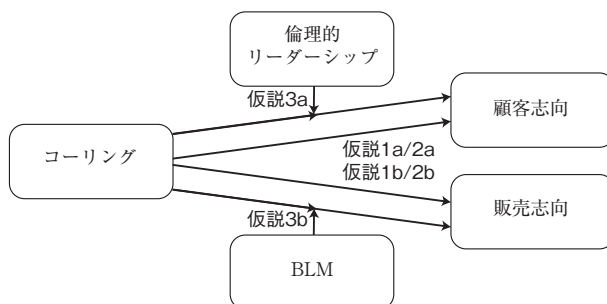 倫理的
リーダーシップ
仮説3a
顧客志向
コーリング
仮説1a/2a
仮説1b/2b
販売志向
仮説3b
BLM